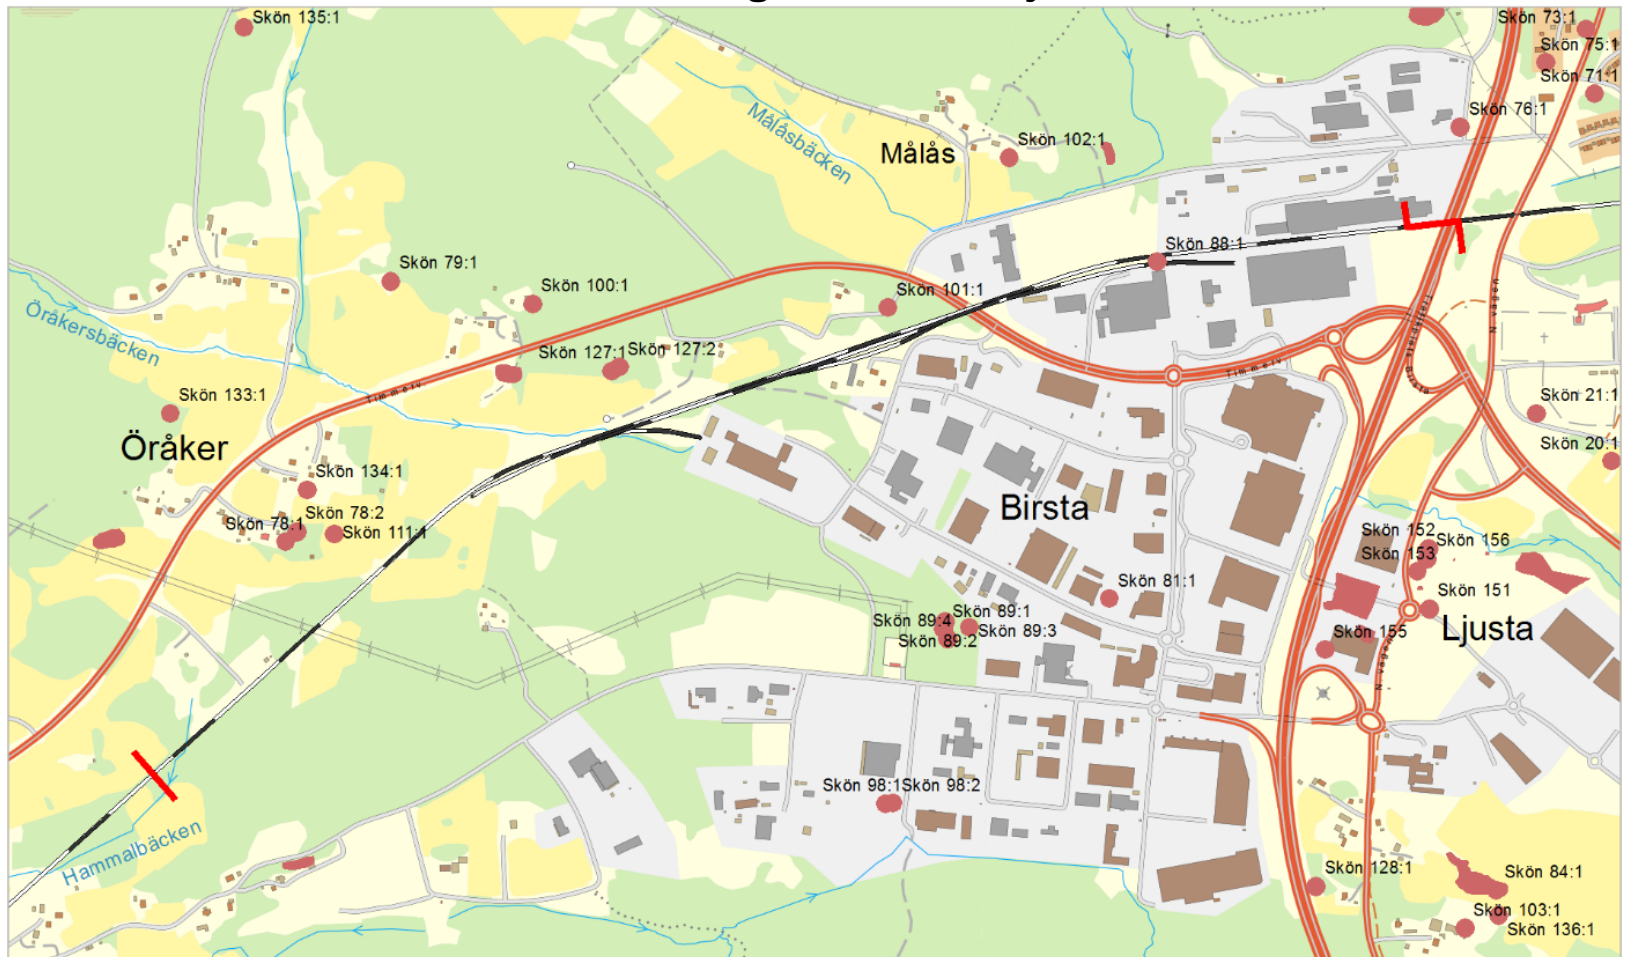 Skön 135:1
Skön 73:1
Skön 75:1
Skön 71:1
Skön 76:1
Målåsbäcken
Målås
Skön 102:1
Skön 88:1
Skön 79:1
Skön 100:1
Skön 101:1
Öråkersbäcken
N vägen
Skön 127:1
Skön 127:2
Timmerv
Timmerv
Skön 133:1
Skön 21:1
Öråker
Skön 20:1
Skön 134:1
Skön 78:2
Skön 78:1
Skön 111:1
Birsta
Skön 152
Skön 156
Skön 153
Skön 81:1
Skön 151
Skön 89:1
Skön 89:4
Skön 89:3
Skön 89:2
Skön 155
Ljusta
N vägen
Skön 98:1
Skön 98:2
Hammalbäcken
Skön 128:1
Skön 84:1
Skön 103:1
Skön 136:1